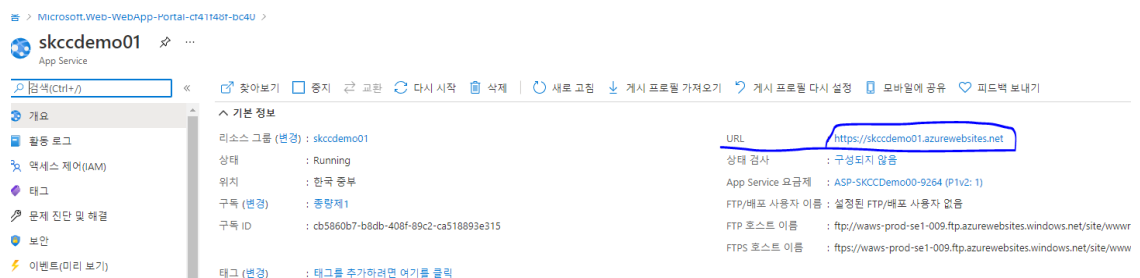 홈 > Microsoft.Web-WebApp-Portal-cf41f48f-bc40 >
skccdemo01 ...
App Service
검색(Ctrl+/) «
찾아보기 중지 교환 다시 시작 삭제 새로 고침 게시 프로필 가져오기 게시 프로필 다시 설정 모바일에 공유 피드백 보내기
개요
활동 로그
액세스 제어(IAM)
태그
문제 진단 및 해결
보안
이벤트(미리 보기)
기본 정보
리소스 그룹 (변경) : skccdemo01
상태 : Running
위치 : 한국 중부
구독 (변경) : 종량제1
구독 ID : cb5860b7-b8db-408f-89c2-ca518893e315
태그 (변경) : 태그를 추가하려면 여기를 클릭
URL : https://skccdemo01.azurewebsites.net
상태 검사 : 구성되지 않음
App Service 요금제 : ASP-SKCCDemo00-9264 (P1v2: 1)
FTP/배포 사용자 이름 : 설정된 FTP/배포 사용자 없음
FTP 호스트 이름 : ftp://waws-prod-se1-009.ftp.azurewebsites.windows.net/site/wwwr
FTPS 호스트 이름 : ftps://waws-prod-se1-009.ftp.azurewebsites.windows.net/site/www